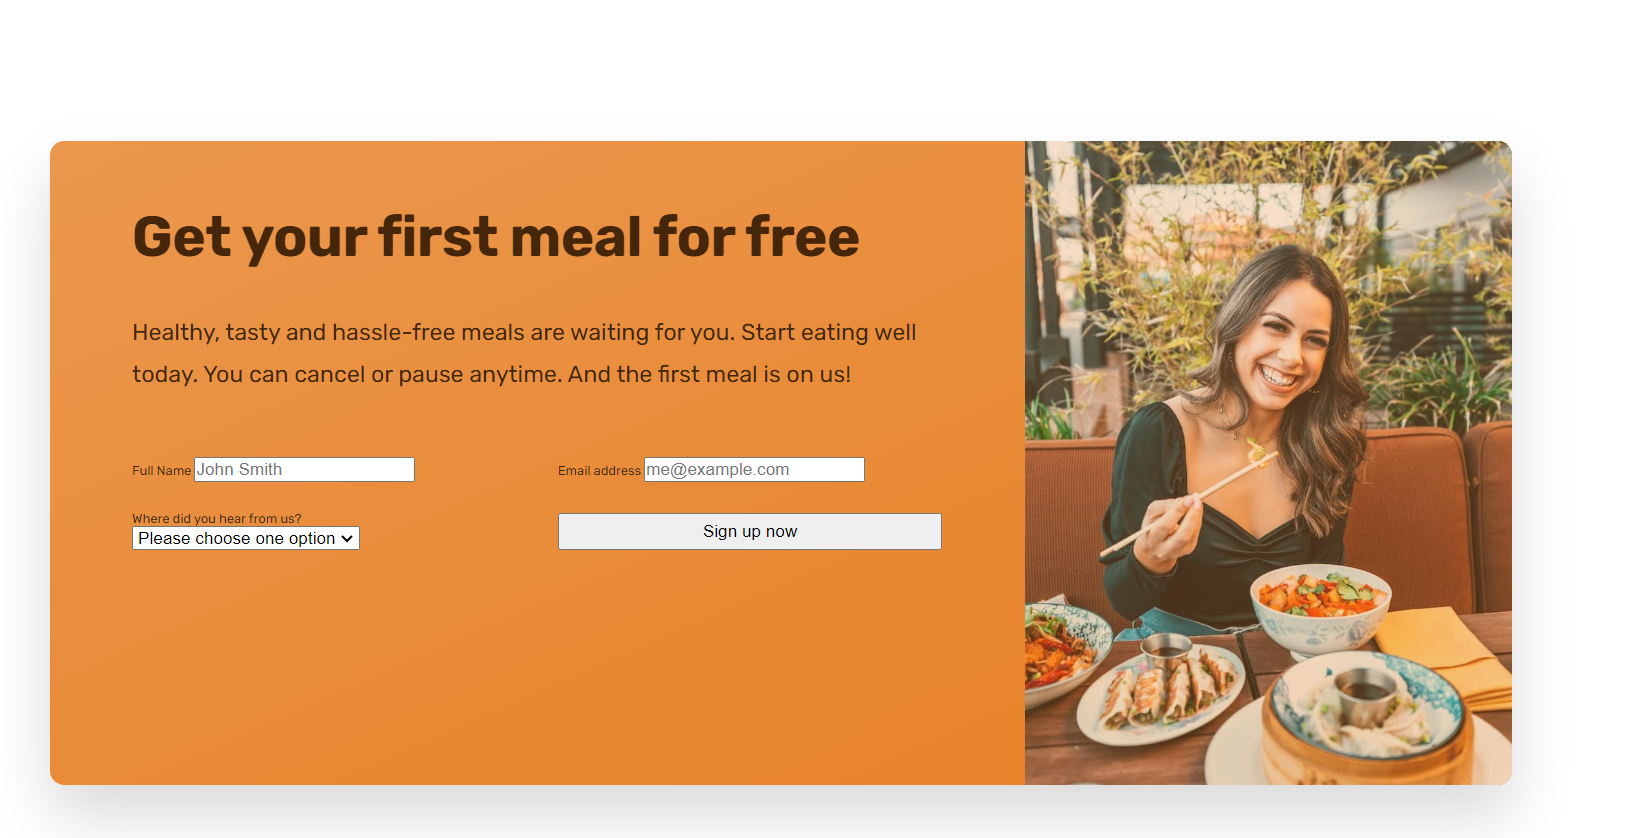 Get your first meal for free
Healthy, tasty and hassle-free meals are waiting for you. Start eating well
today. You can cancel or pause anytime. And the first meal is on us!
Full Name John Smith
Email address me@example.com
Where did you hear from us?
Please choose one option
Sign up now